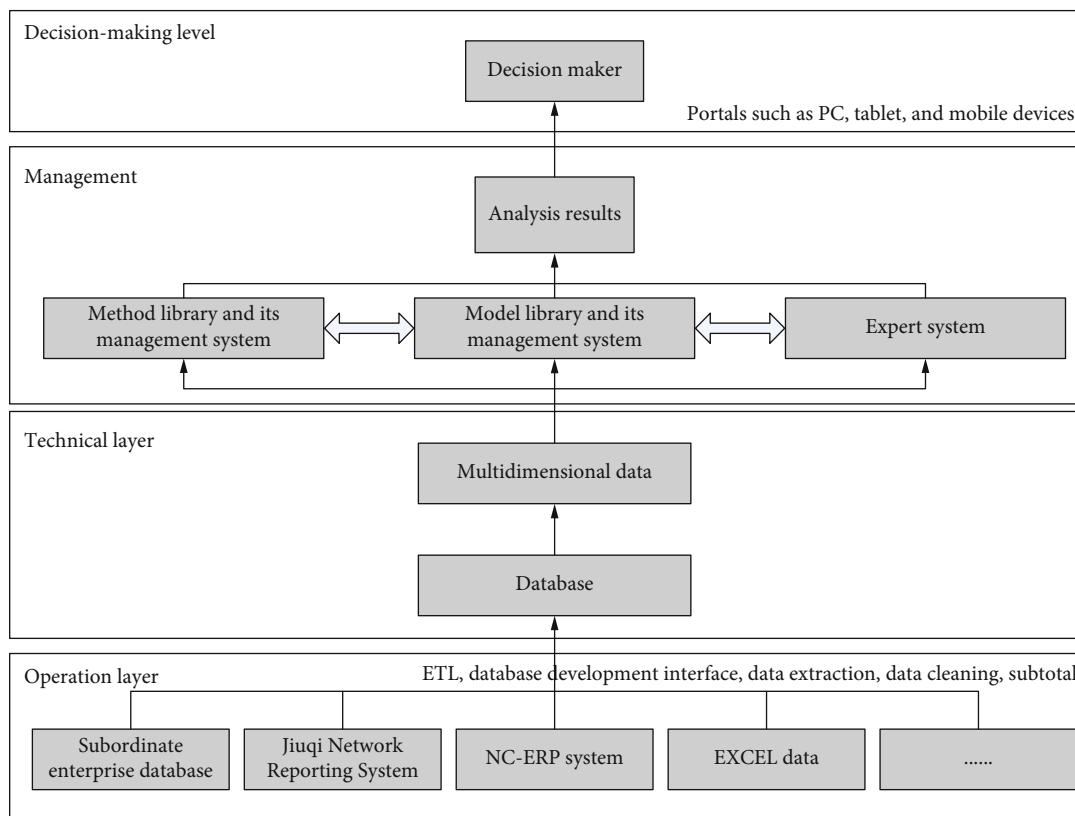 Decision-making level
Decision maker
Portals such as PC, tablet, and mobile devices
Management
Analysis results
Method library and its
management system
Model library and its
management system
Expert system
Technical layer
Multidimensional data
Database
Operation layer
ETL, database development interface, data extraction, data cleaning, subtotal
Subordinate
enterprise database
Jiuqi Network
Reporting System
NC-ERP system
EXCEL data
......